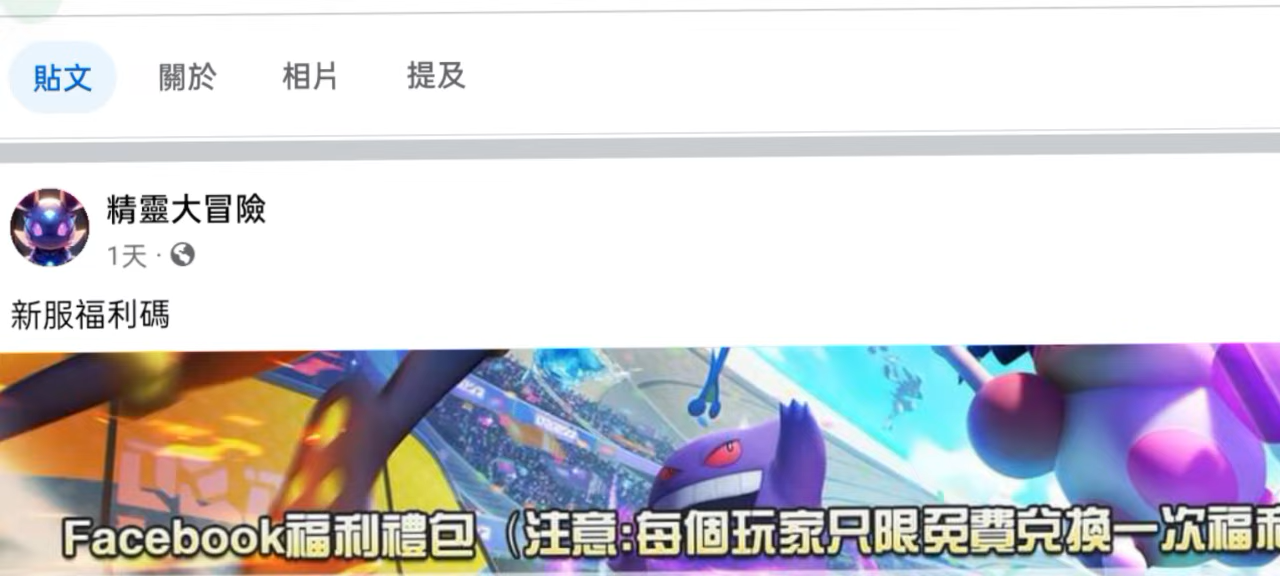 貼文 關於 相片 提及
精靈大冒險
1天 ·
新服福利碼
Facebook福利禮包（注意:每個玩家只限免費兌換一次福利